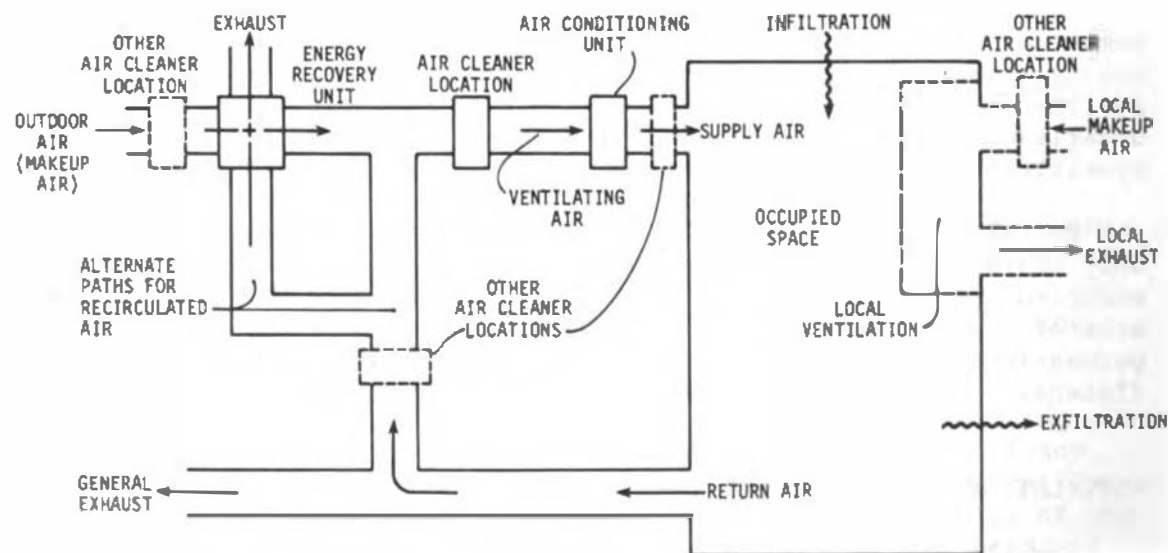 EXHAUST
OTHER
AIR CLEANER
LOCATION
ENERGY
RECOVERY
UNIT
AIR CLEANER
LOCATION
AIR CONDITIONING
UNIT
INFILTRATION
OTHER
AIR CLEANER
LOCATION
OUTDOOR
AIR
(MAKEUP
AIR)
SUPPLY AIR
LOCAL
MAKEUP
AIR
VENTILATING
AIR
OCCUPIED
SPACE
LOCAL
EXHAUST
ALTERNATE
PATHS FOR
RECIRCULATED
AIR
OTHER
AIR CLEANER
LOCATIONS
LOCAL
VENTILATION
EXFILTRATION
GENERAL
EXHAUST
RETURN AIR